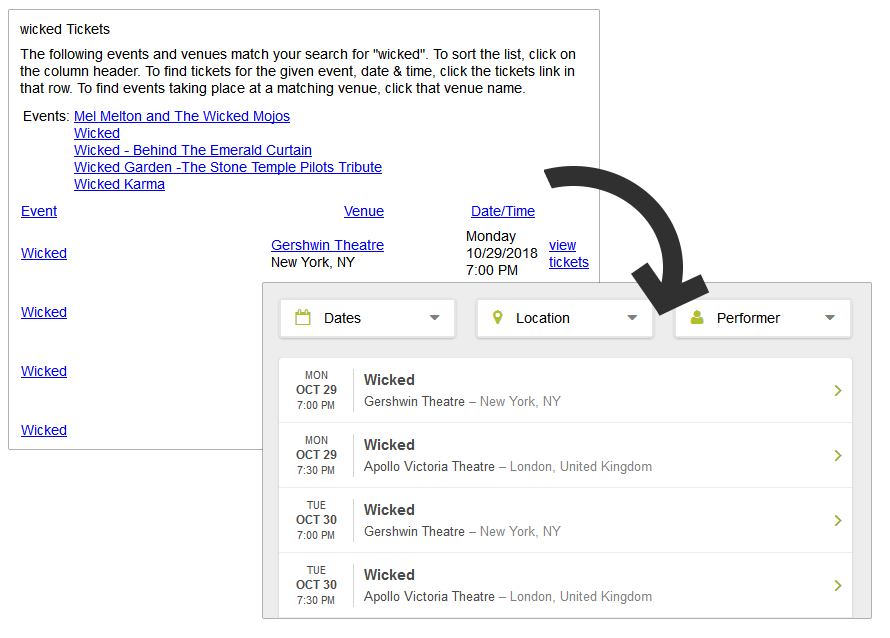 wicked Tickets
The following events and venues match your search for "wicked". To sort the list, click on
the column header. To find tickets for the given event, date & time, click the tickets link in
that row. To find events taking place at a matching venue, click that venue name.
Events: Mel Melton and The Wicked Mojos
Wicked
Wicked - Behind The Emerald Curtain
Wicked Garden -The Stone Temple Pilots Tribute
Wicked Karma
Event Venue Date/Time
Wicked
Gershwin Theatre
New York, NY
Monday
10/29/2018
7:00 PM
view
tickets
Wicked
Wicked
Wicked
Dates Location Performer
MON
OCT 29
7:00 PM
Wicked
Gershwin Theatre – New York, NY
MON
OCT 29
7:30 PM
Wicked
Apollo Victoria Theatre – London, United Kingdom
TUE
OCT 30
7:00 PM
Wicked
Gershwin Theatre – New York, NY
TUE
OCT 30
7:30 PM
Wicked
Apollo Victoria Theatre – London, United Kingdom